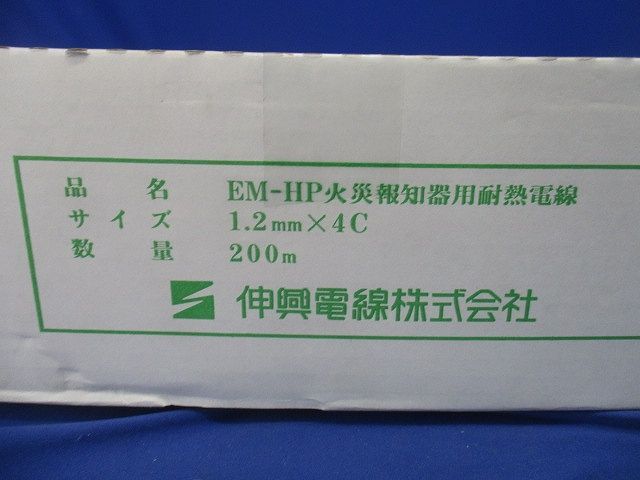 品名 EM-HP火災報知器用耐熱電線
サイズ 1.2mm×4C
数量 200m
伸興電線株式会社